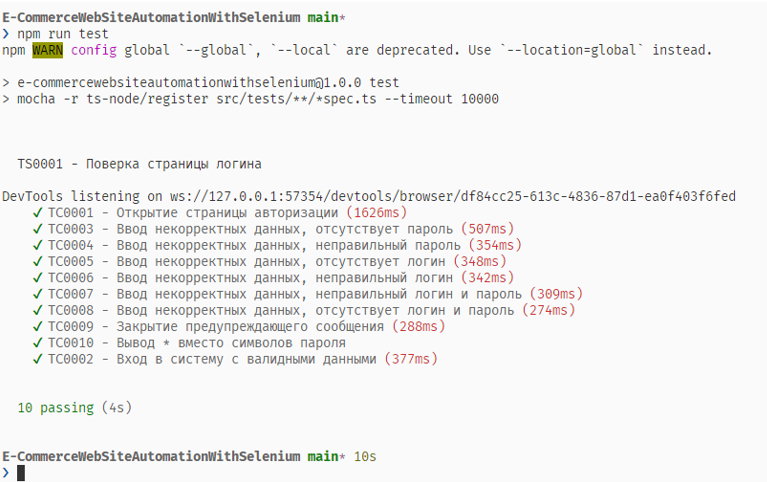 E-CommerceWebSiteAutomationWithSelenium main*
❯ npm run test
npm WARN config global `--global`, `--local` are deprecated. Use `--location=global` instead.
> e-commercewebsiteautomationwithselenium@1.0.0 test
> mocha -r ts-node/register src/tests/**/*spec.ts --timeout 10000
TS0001 - Поверка страницы логина
DevTools listening on ws://127.0.0.1:57354/devtools/browser/df84cc25-613c-4836-87d1-ea0f403f6fed
✓ TC0001 - Открытие страницы авторизации (1626ms)
✓ TC0003 - Ввод некорректных данных, отсутствует пароль (507ms)
✓ TC0004 - Ввод некорректных данных, неправильный пароль (354ms)
✓ TC0005 - Ввод некорректных данных, отсутствует логин (348ms)
✓ TC0006 - Ввод некорректных данных, неправильный логин (342ms)
✓ TC0007 - Ввод некорректных данных, неправильный логин и пароль (309ms)
✓ TC0008 - Ввод некорректных данных, отсутствует логин и пароль (274ms)
✓ TC0009 - Закрытие предупреждающего сообщения (288ms)
✓ TC0010 - Вывод * вместо символов пароля
✓ TC0002 - Вход в систему с валидными данными (377ms)
10 passing (4s)
E-CommerceWebSiteAutomationWithSelenium main* 10s
❯